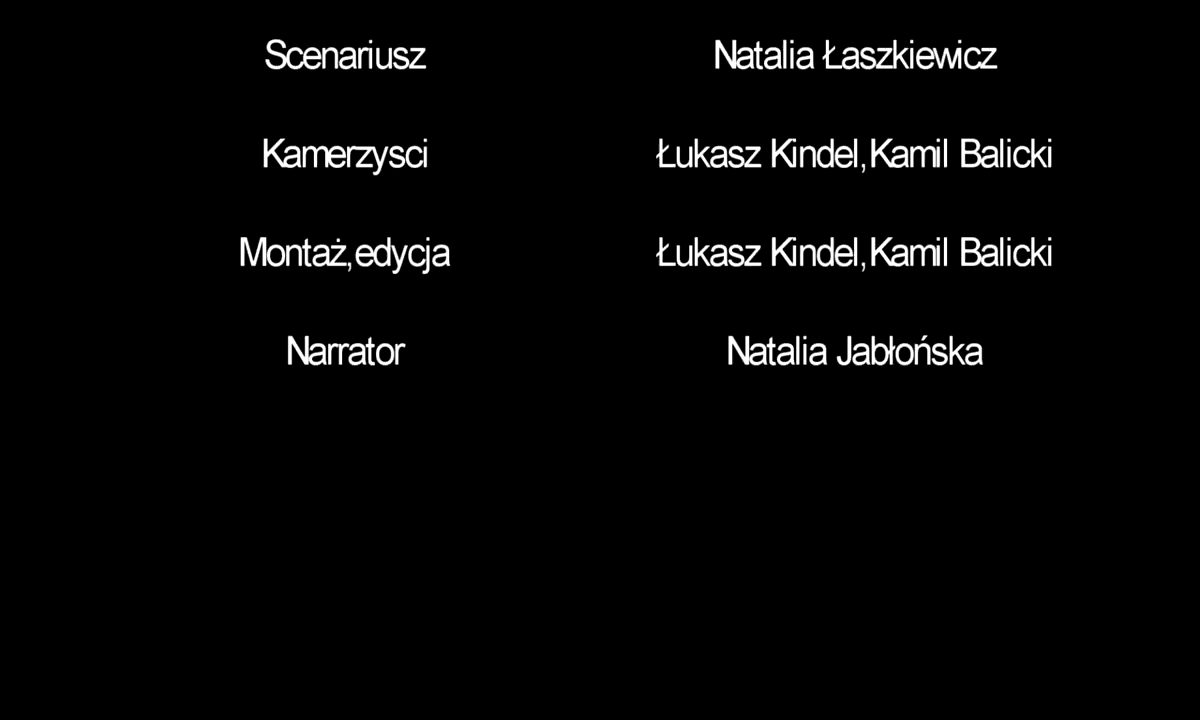 Scenariusz Natalia Łaszkiewicz
Kamerzysci Łukasz Kindel,Kamil Balicki
Montaż,edycja Łukasz Kindel,Kamil Balicki
Narrator Natalia Jabłońska